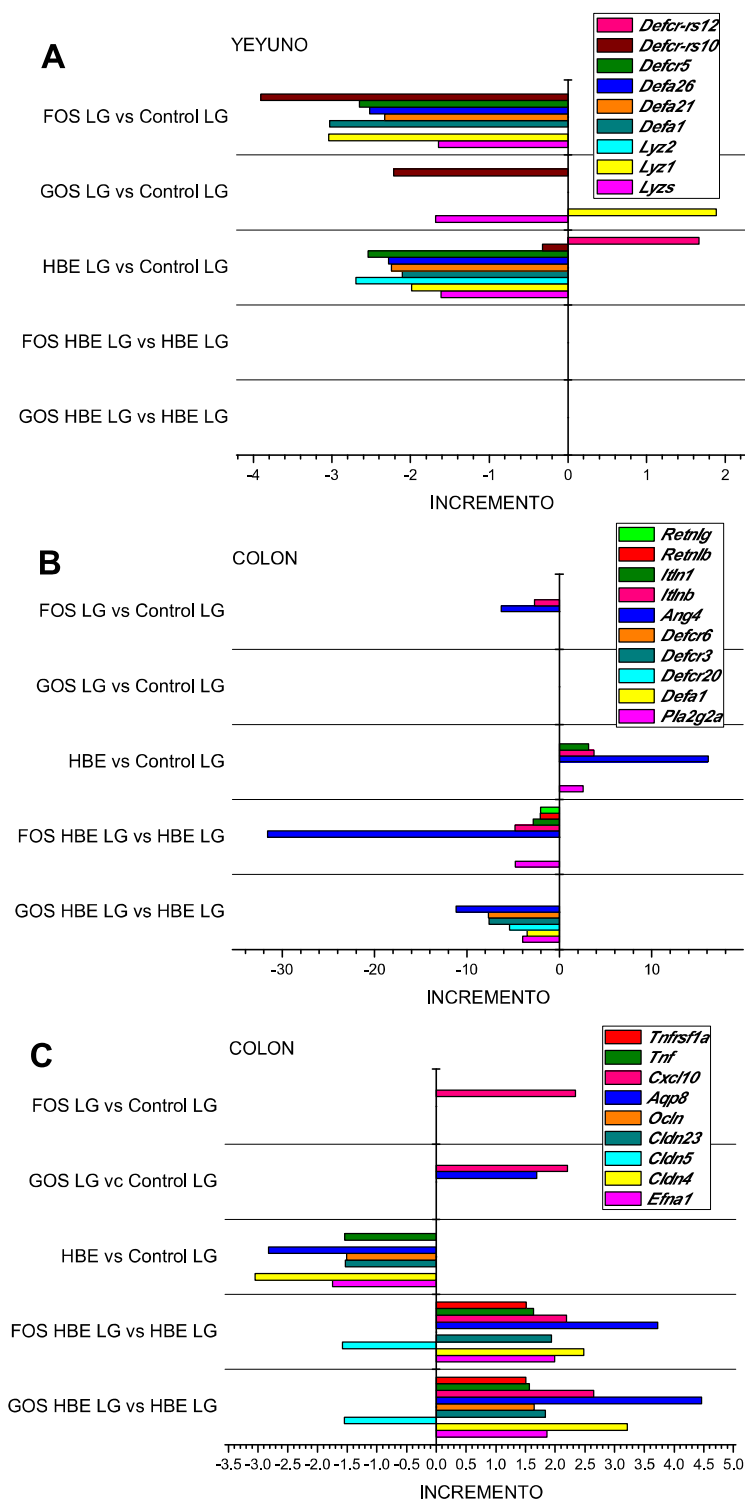 A
YEYUNO
Defcr-rs12
Defcr-rs10
Defcr5
Defa26
Defa21
Defa1
Lyz2
Lyz1
Lyzs
FOS LG vs Control LG
GOS LG vs Control LG
HBE LG vs Control LG
FOS HBE LG vs HBE LG
GOS HBE LG vs HBE LG
-4 -3 -2 -1 0 1 2
INCREMENTO
B
COLON
Retnlg
Retnlb
Itln1
Itlnb
Ang4
Defcr6
Defcr3
Defcr20
Defa1
Pla2g2a
FOS LG vs Control LG
GOS LG vs Control LG
HBE vs Control LG
FOS HBE LG vs HBE LG
GOS HBE LG vs HBE LG
-30 -20 -10 0 10
INCREMENTO
C
COLON
Tnfrsf1a
Tnf
Cxcl10
Aqp8
Ocln
Cldn23
Cldn5
Cldn4
Efna1
FOS LG vs Control LG
GOS LG vc Control LG
HBE vs Control LG
FOS HBE LG vs HBE LG
GOS HBE LG vs HBE LG
-3.5 -3.0 -2.5 -2.0 -1.5 -1.0 -0.5 0.0 0.5 1.0 1.5 2.0 2.5 3.0 3.5 4.0 4.5 5.0
INCREMENTO